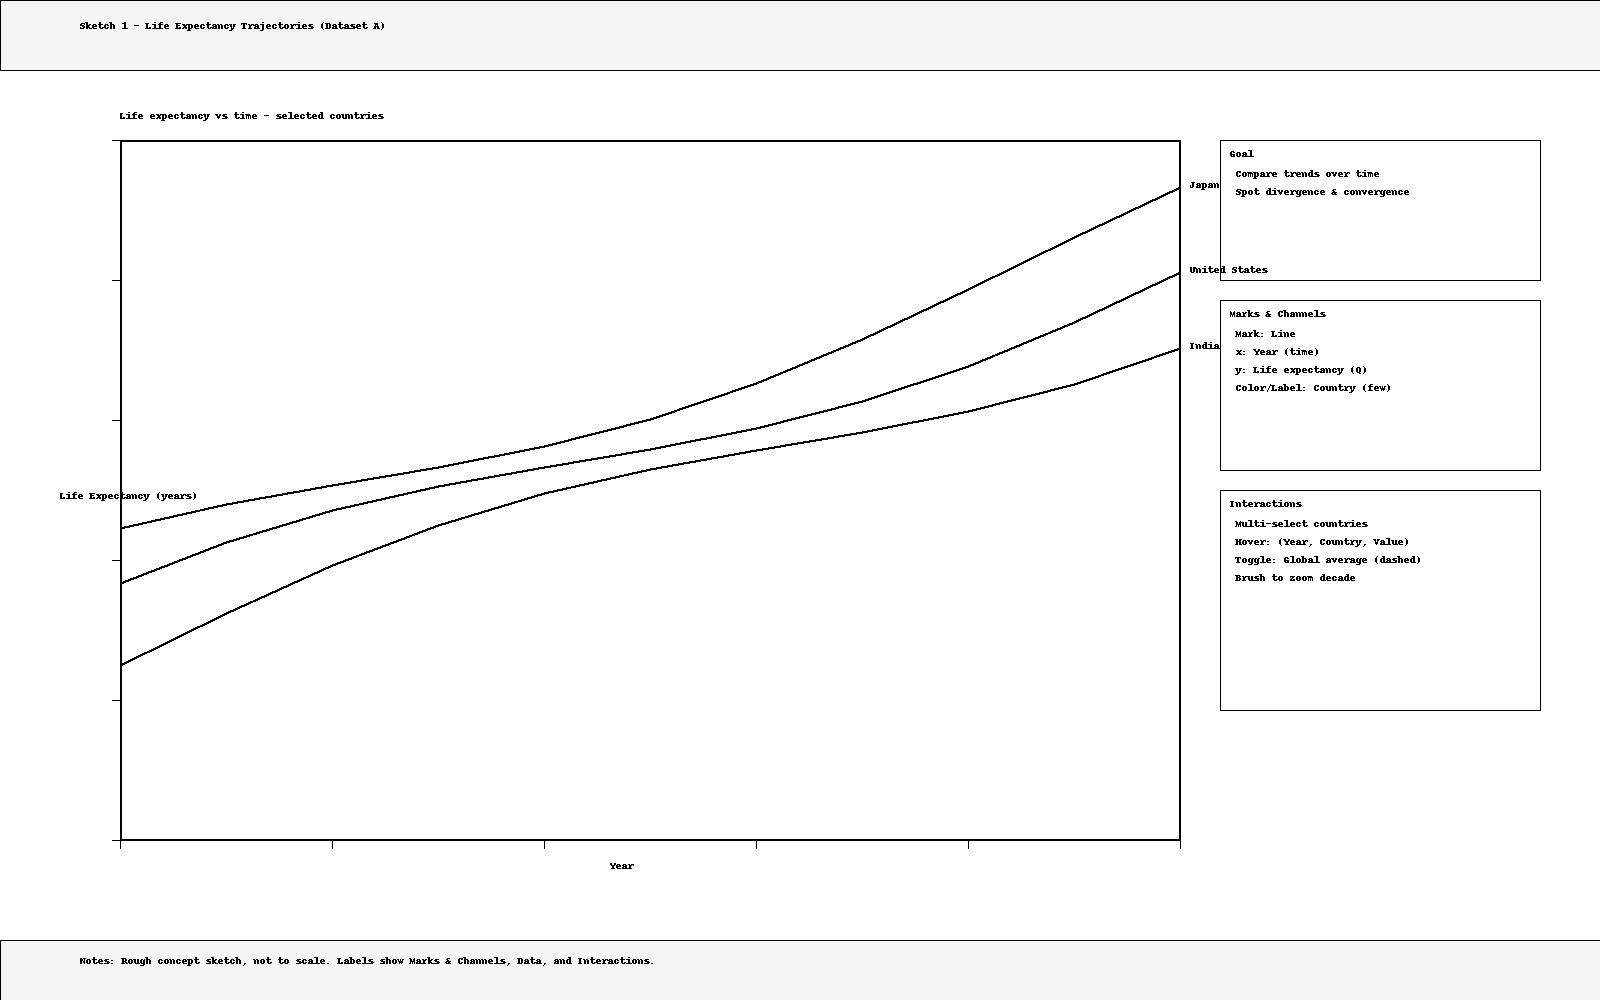 Sketch 1 - Life Expectancy Trajectories (Dataset A)
Life expectancy vs time - selected countries
Japan
United States
India
Life Expectancy (years)
Year
Goal
Compare trends over time
Spot divergence & convergence
Marks & Channels
Mark: Line
x: Year (time)
y: Life expectancy (Q)
Color/Label: Country (few)
Interactions
Multi-select countries
Hover: (Year, Country, Value)
Toggle: Global average (dashed)
Brush to zoom decade
Notes: Rough concept sketch, not to scale. Labels show Marks & Channels, Data, and Interactions.